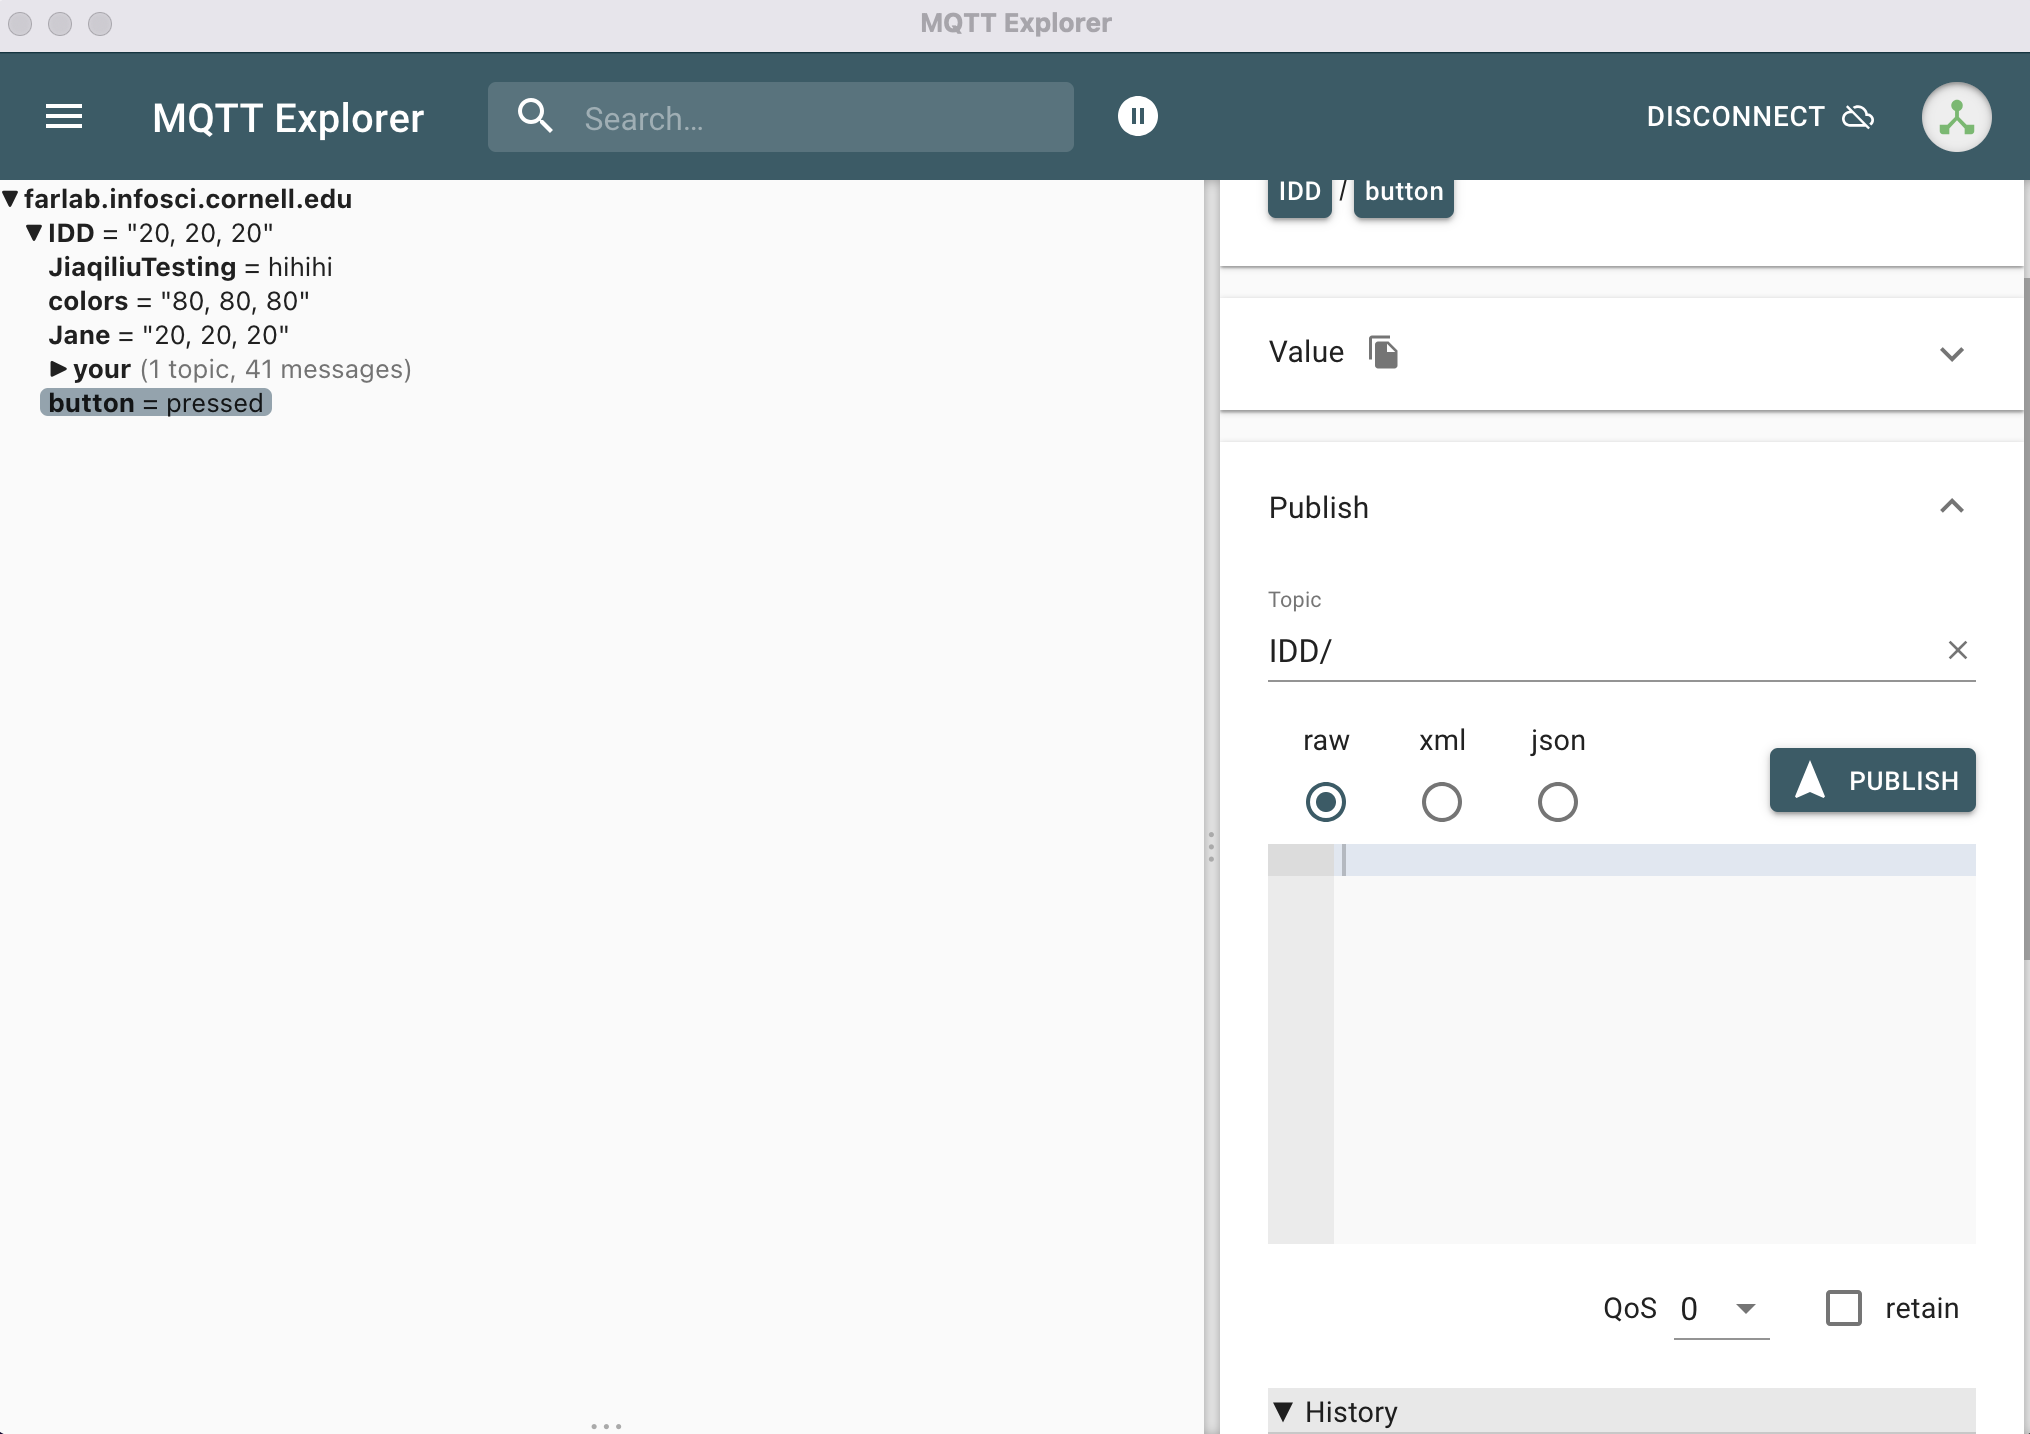 MQTT Explorer
MQTT Explorer
Search...
DISCONNECT
▼ farlab.infosci.cornell.edu
▼ IDD = "20, 20, 20"
JiaqiliuTesting = hihihi
colors = "80, 80, 80"
Jane = "20, 20, 20"
▶ your (1 topic, 41 messages)
button = pressed
IDD / button
Value
Publish
Topic
IDD/
raw xml json
PUBLISH
QoS 0 retain
▼ History